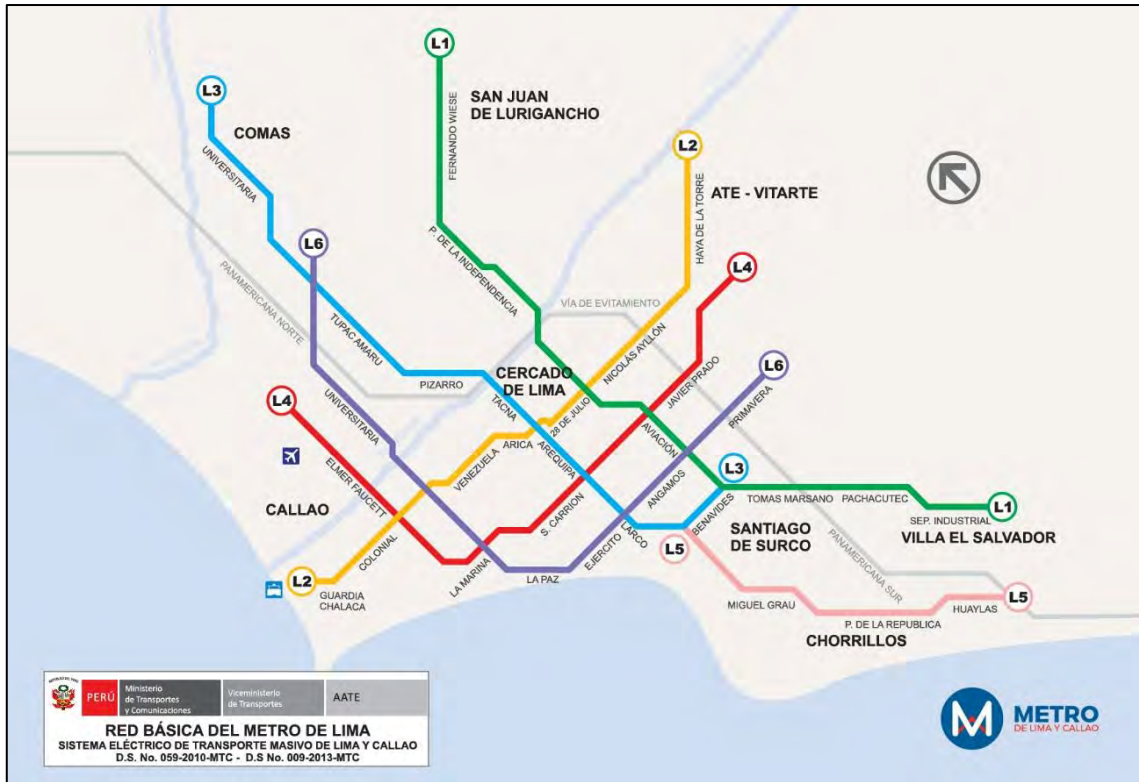 L1
L3
SAN JUAN
DE LURIGANCHO
COMAS
FERNANDO WIESE
L2
UNIVERSITARIA
ATE - VITARTE
HAYA DE LA TORRE
L6
L4
P. DE LA INDEPENDENCIA
PANAMERICANA NORTE
VÍA DE EVITAMIENTO
TUPAC AMARU
NICOLÁS AYLLÓN
CERCADO
DE LIMA
L6
PIZARRO
JAVIER PRADO
PRIMAVERA
L4
UNIVERSITARIA
TACNA
28 DE JULIO
AVIACIÓN
ARICA
AREQUIPA
VENEZUELA
L3
ELMER FAUCETT
ANGAMOS
TOMAS MARSANO
PACHACUTEC
CALLAO
S. CARRION
LARCO
BENAVIDES
L1
SEP. INDUSTRIAL
SANTIAGO
DE SURCO
VILLA EL SALVADOR
COLONIAL
L5
EJERCITO
LA MARINA
LA PAZ
PANAMERICANA SUR
L2
GUARDIA
CHALACA
MIGUEL GRAU
HUAYLAS
L5
P. DE LA REPUBLICA
CHORRILLOS
PERÚ
Ministerio
de Transportes
y Comunicaciones
Viceministerio
de Transportes
AATE
RED BÁSICA DEL METRO DE LIMA
SISTEMA ELÉCTRICO DE TRANSPORTE MASIVO DE LIMA Y CALLAO
D.S. No. 059-2010-MTC - D.S No. 009-2013-MTC
METRO
DE LIMA Y CALLAO